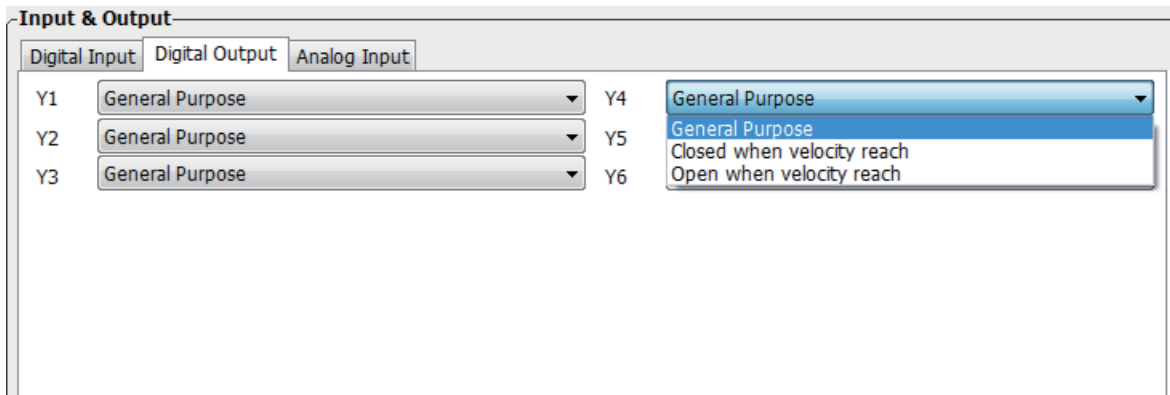 Input & Output
Digital Input Digital Output Analog Input
Y1 General Purpose Y4 General Purpose
General Purpose
Y2 General Purpose Y5
Closed when velocity reach
Y3 General Purpose Y6
Open when velocity reach